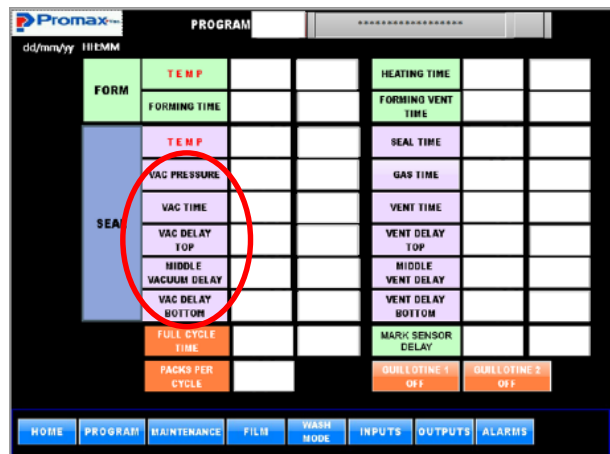 Promax
PROGRAM
******************
dd/mm/yy HH:MM
FORM
TEMP
HEATING TIME
FORMING TIME
FORMING VENT
TIME
SEAL
TEMP
SEAL TIME
VAC PRESSURE
GAS TIME
VAC TIME
VENT TIME
VAC DELAY
TOP
VENT DELAY
TOP
MIDDLE
VACUUM DELAY
MIDDLE
VENT DELAY
VAC DELAY
BOTTOM
VENT DELAY
BOTTOM
FULL CYCLE
TIME
MARK SENSOR
DELAY
PACKS PER
CYCLE
GUILLOTINE 1
OFF
GUILLOTINE 2
OFF
HOME
PROGRAM
MAINTENANCE
FILM
WASH
MODE
INPUTS
OUTPUTS
ALARMS